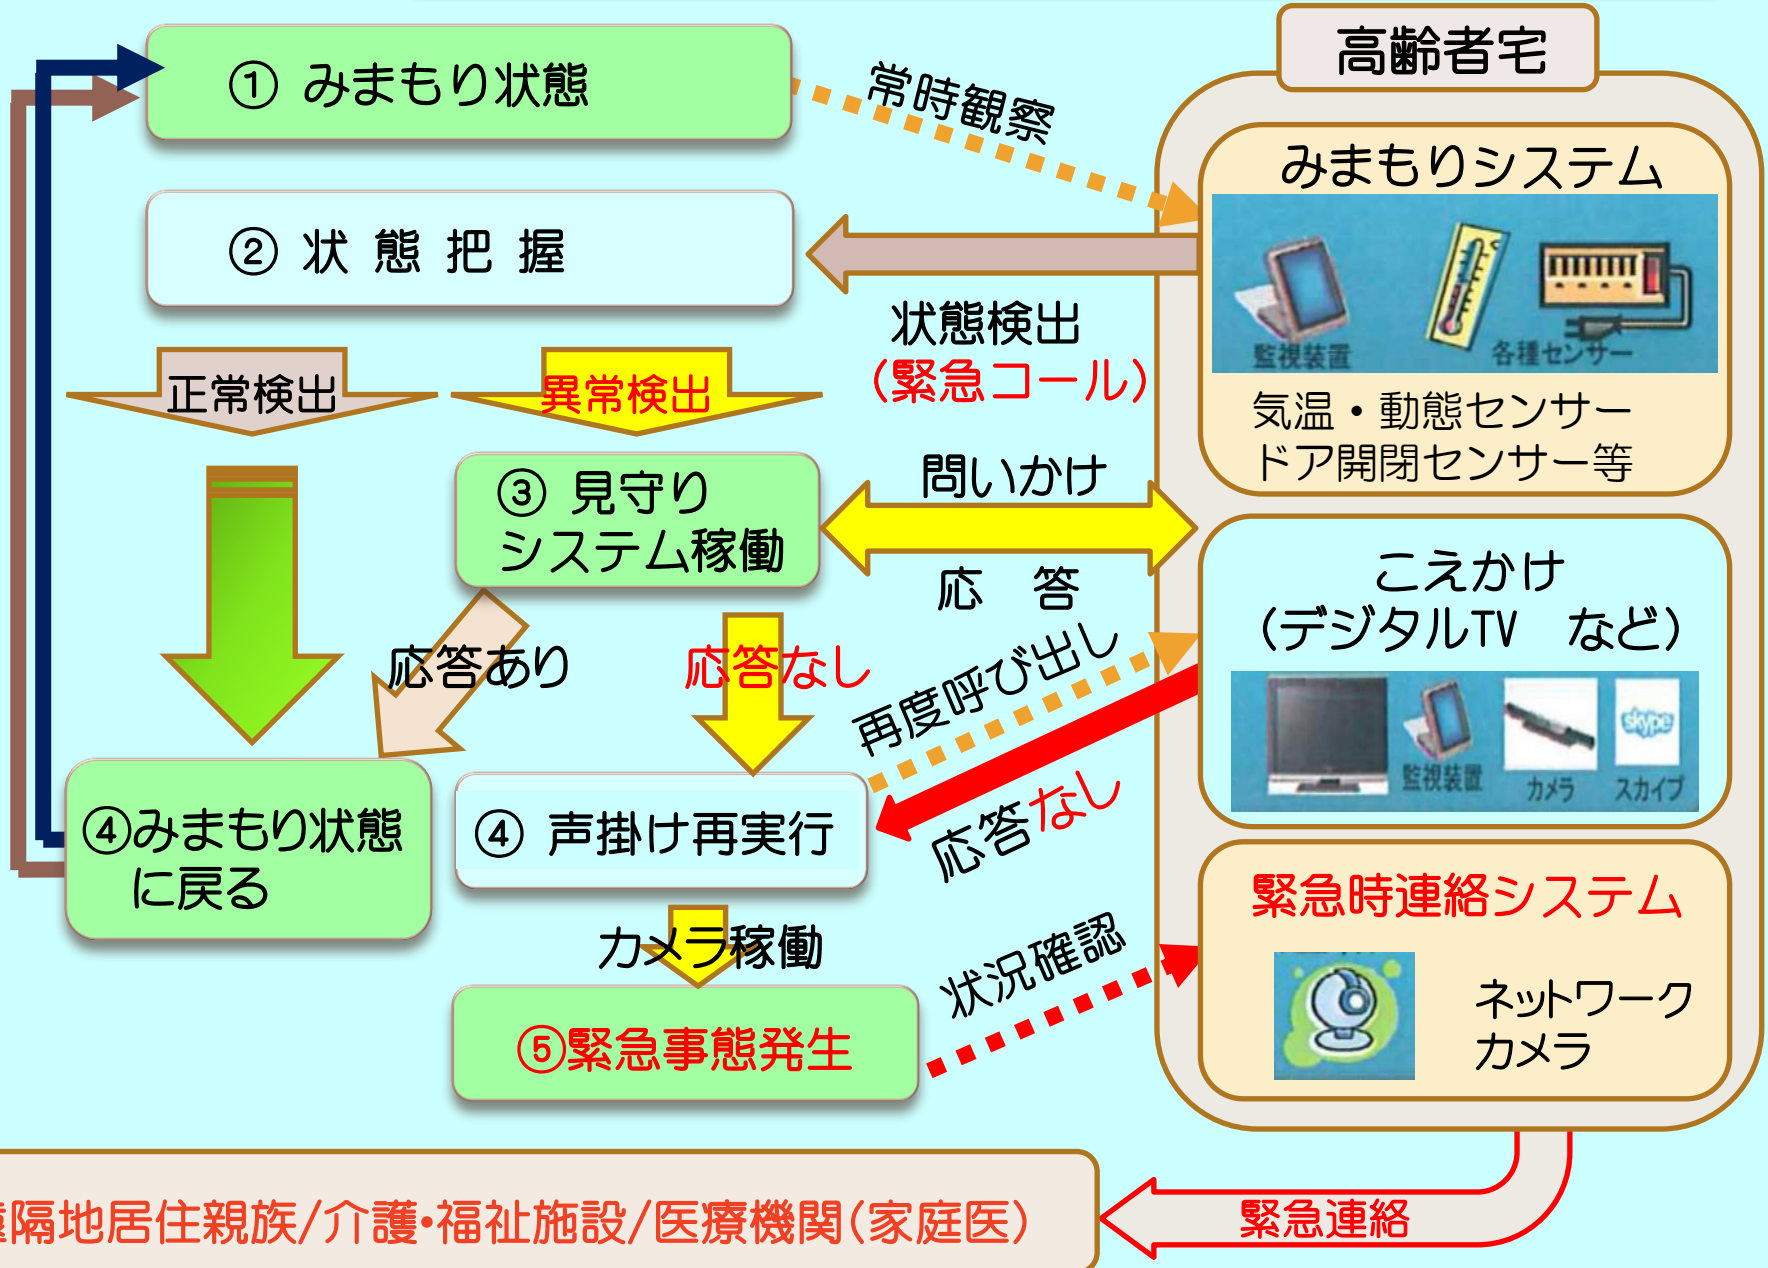 高齢者宅
① みまもり状態
常時観察
みまもりシステム
② 状 態 把 握
監視装置
各種センサー
状態検出
(緊急コール)
気温・動態センサー
ドア開閉センサー等
正常検出
異常検出
③ 見守り
システム稼働
問いかけ
応 答
こえかけ
(デジタルTV など)
応答あり
応答なし
再度呼び出し
skype
監視装置
カメラ
スカイプ
④みまもり状態
に戻る
④ 声掛け再実行
応答なし
緊急時連絡システム
カメラ稼働
状況確認
ネットワーク
カメラ
⑤緊急事態発生
隔地居住親族/介護・福祉施設/医療機関(家庭医)
緊急連絡